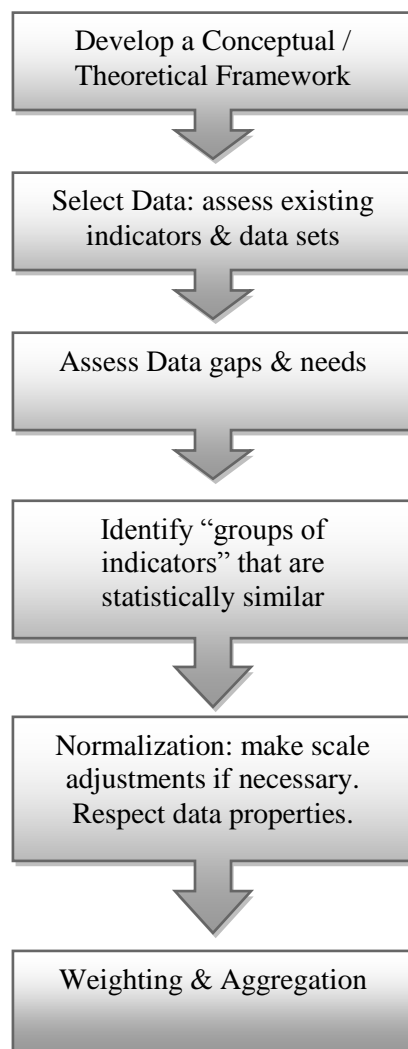 Develop a Conceptual /
Theoretical Framework
Select Data: assess existing
indicators & data sets
Assess Data gaps & needs
Identify “groups of
indicators” that are
statistically similar
Normalization: make scale
adjustments if necessary.
Respect data properties.
Weighting & Aggregation